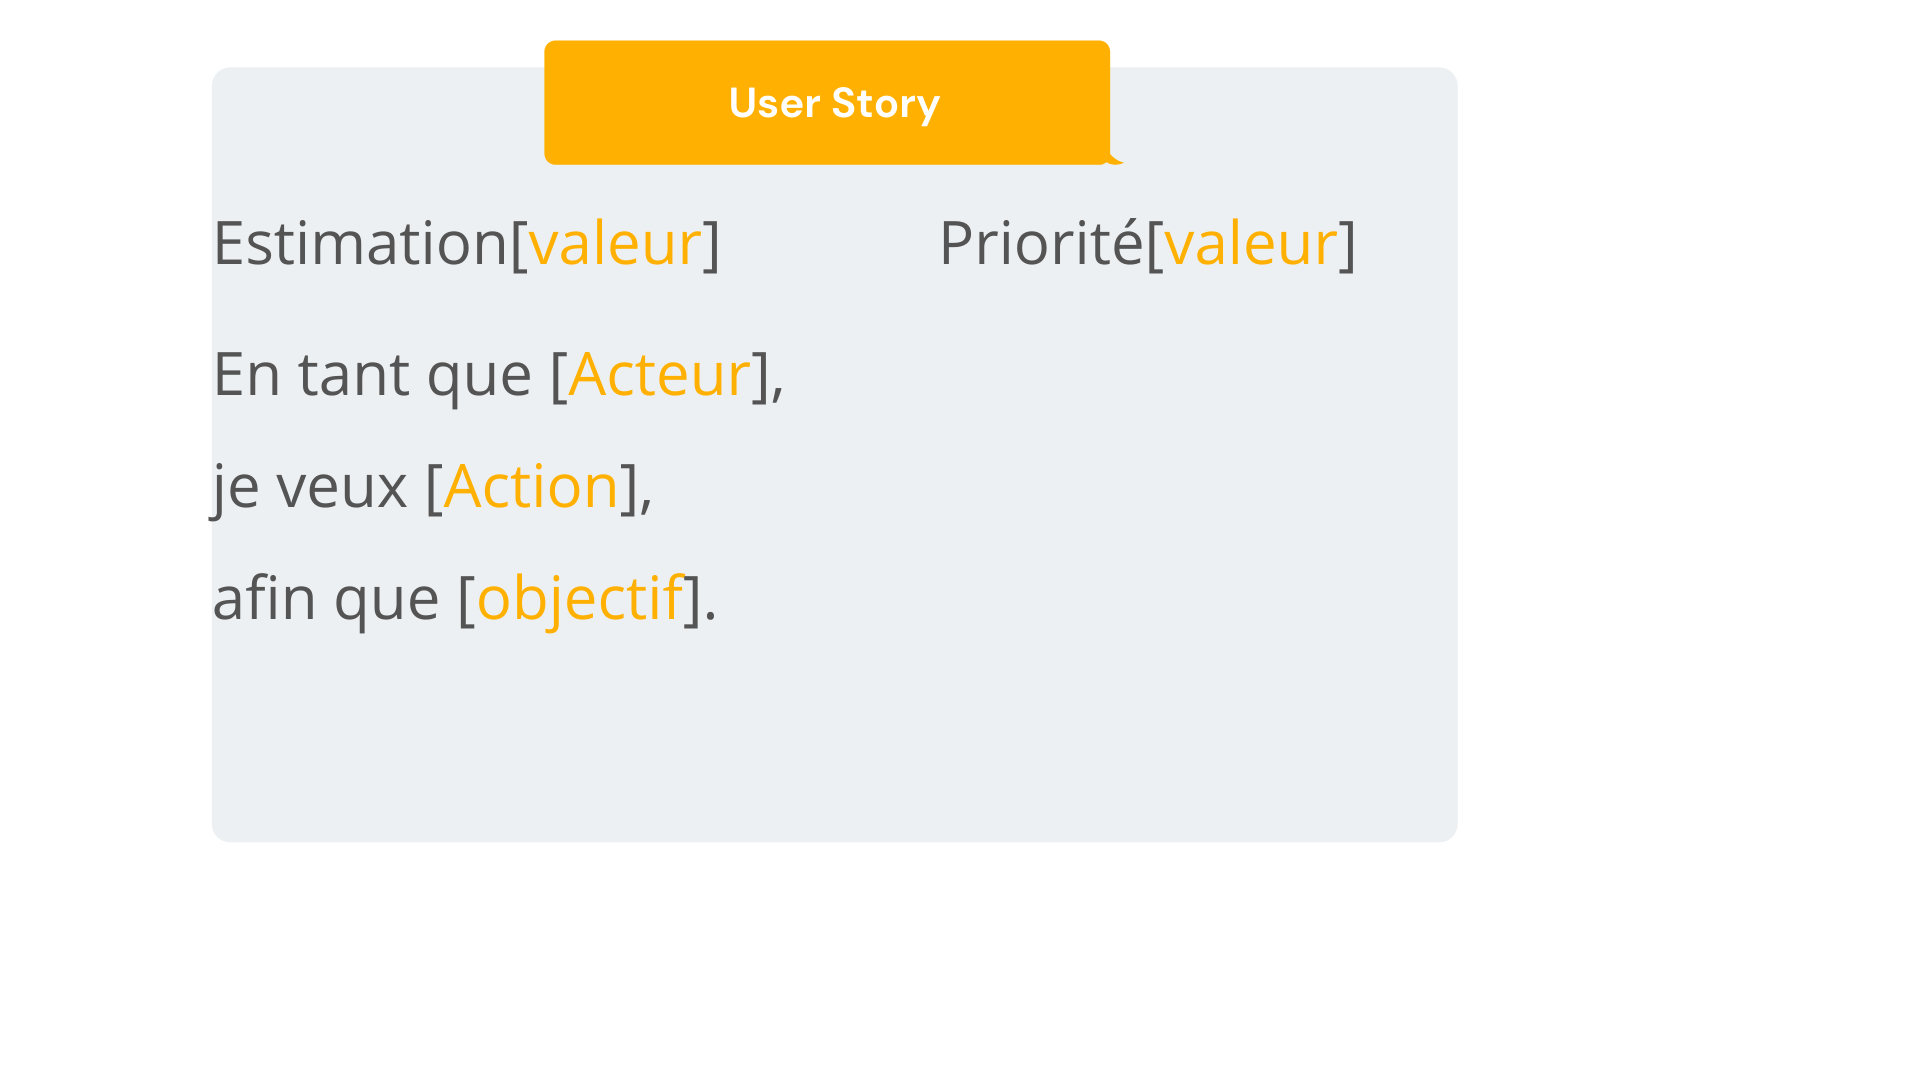 User Story
Estimation[valeur] Priorité[valeur]
En tant que [Acteur],
je veux [Action],
afin que [objectif].